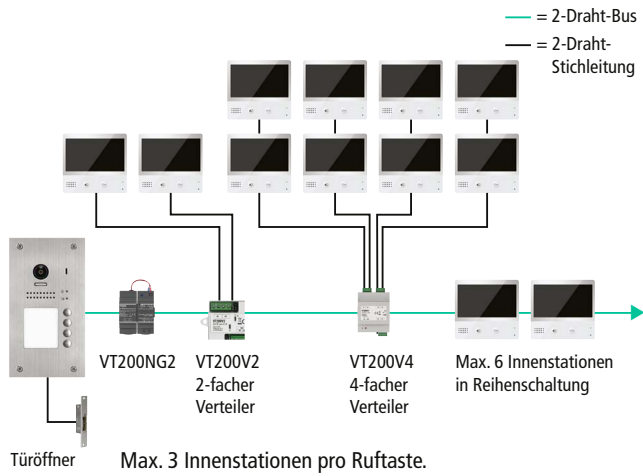 = 2-Draht-Bus
= 2-Draht-
Stichleitung
VT200NG2
VT200V2
2-facher
Verteiler
VT200V4
4-facher
Verteiler
Max. 6 Innenstationen
in Reihenschaltung
Türöffner
Max. 3 Innenstationen pro Ruftaste.